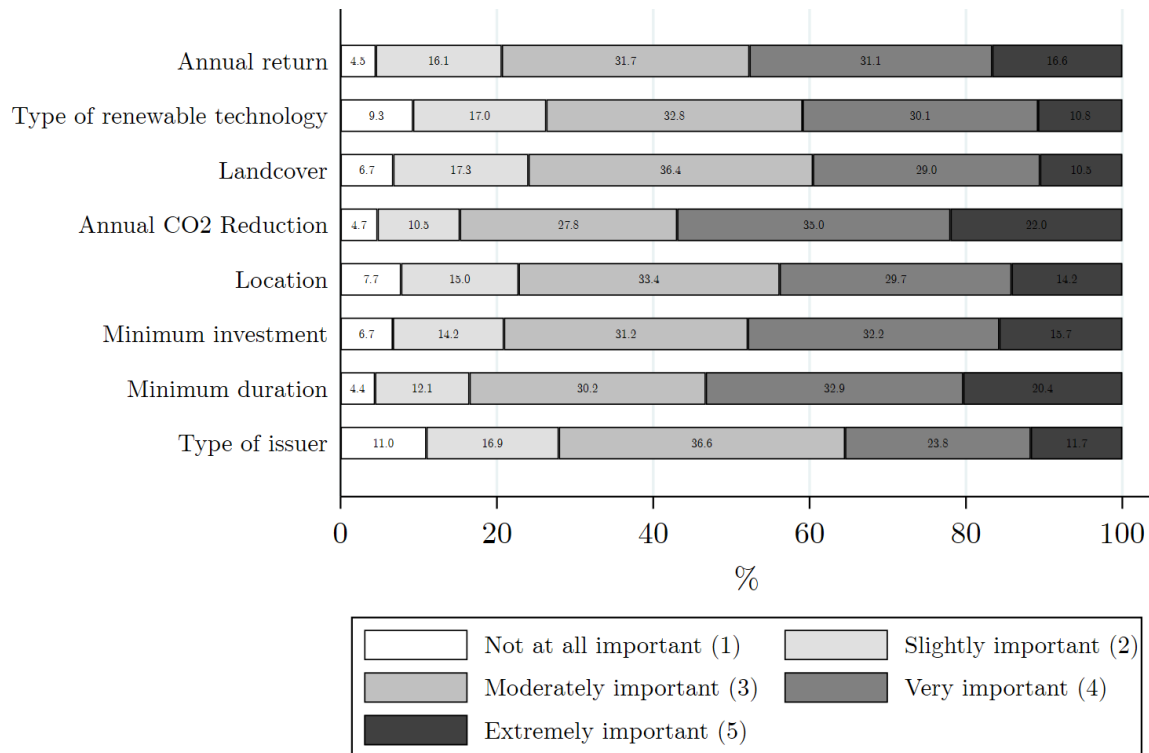 Annual return 4.5 16.1 31.7 31.1 16.6
Type of renewable technology 9.3 17.0 32.8 30.1 10.8
Landcover 6.7 17.3 36.4 29.0 10.5
Annual CO2 Reduction 4.7 10.5 27.8 35.0 22.0
Location 7.7 15.0 33.4 29.7 14.2
Minimum investment 6.7 14.2 31.2 32.2 15.7
Minimum duration 4.4 12.1 30.2 32.9 20.4
Type of issuer 11.0 16.9 36.6 23.8 11.7
0 20 40 60 80 100
%
Not at all important (1) Slightly important (2)
Moderately important (3) Very important (4)
Extremely important (5)